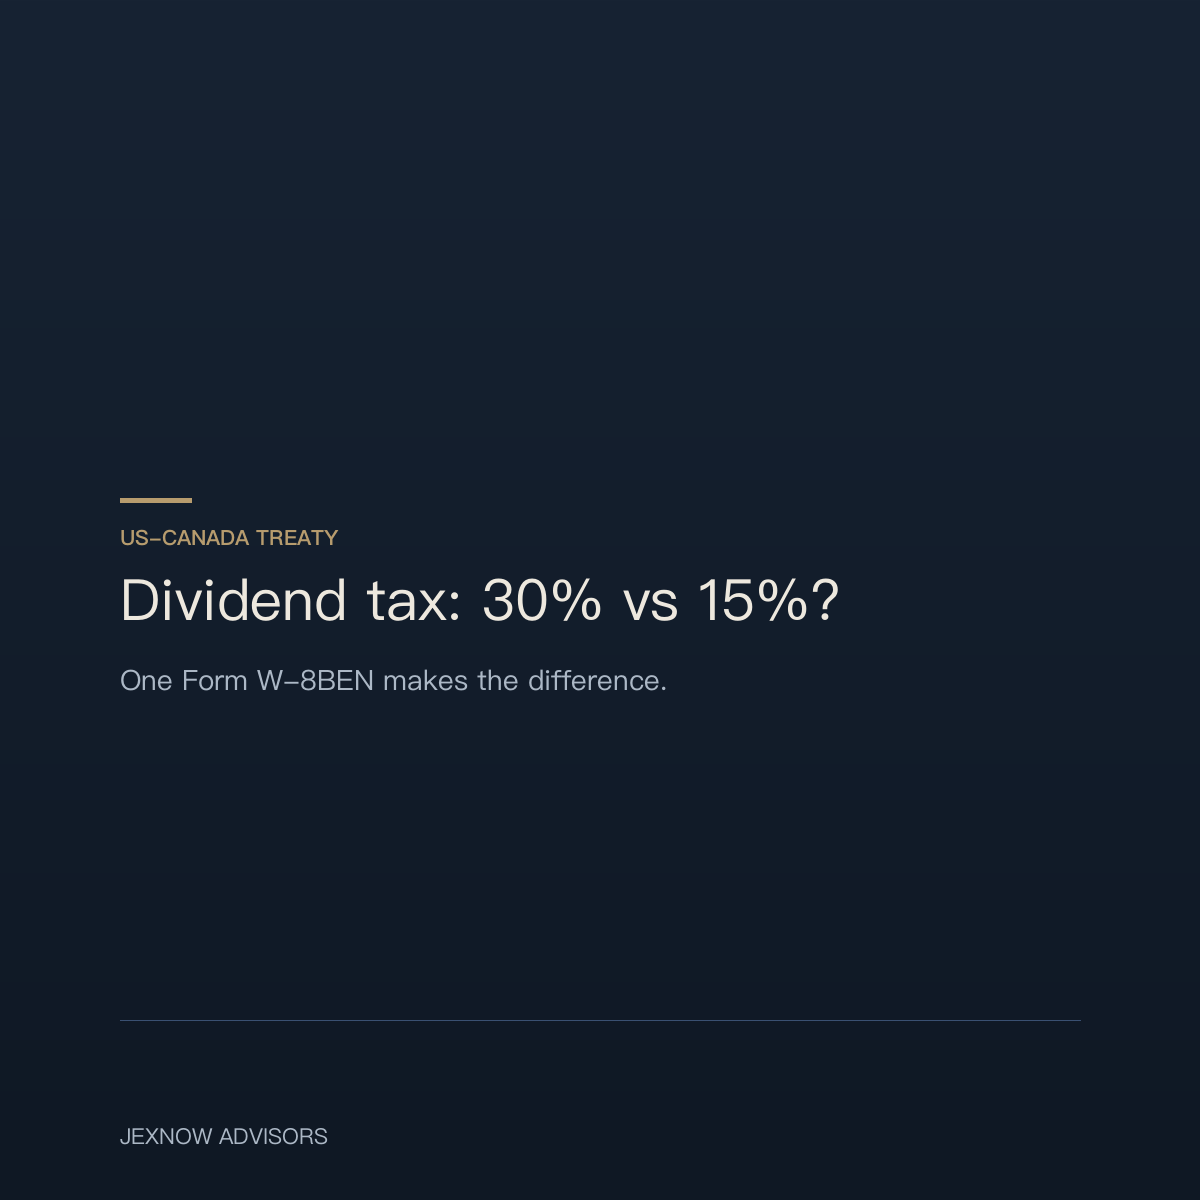 US–CANADA TREATY
Dividend tax: 30% vs 15%?
One Form W–8BEN makes the difference.
JEXNOW ADVISORS